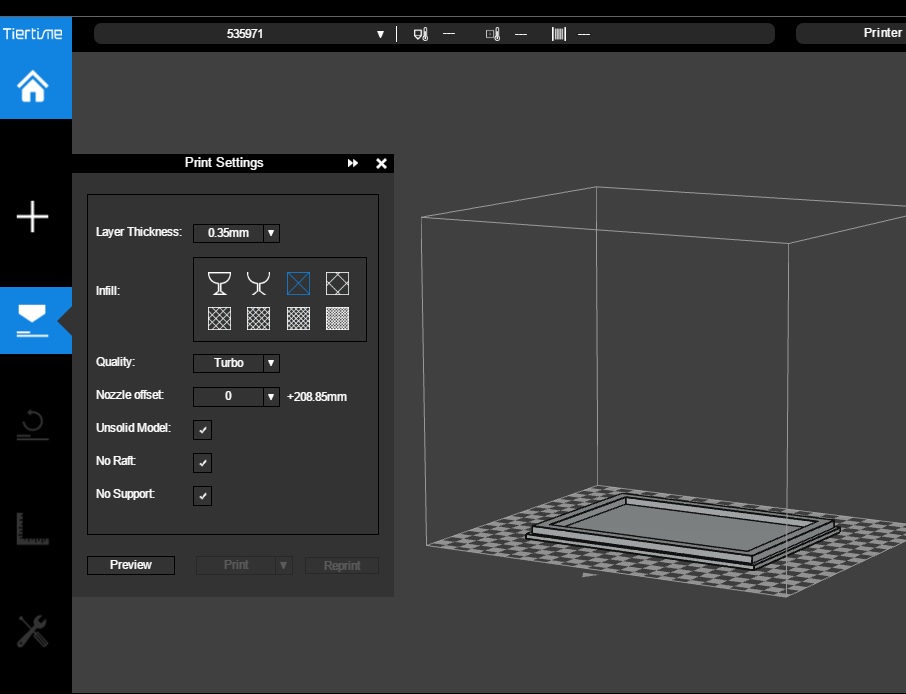 Tiertime
535971
---
---
---
Printer
Print Settings
Layer Thickness:
0.35mm
Infill:
Quality:
Turbo
Nozzle offset:
0
+208.85mm
Unsolid Model:
No Raft:
No Support:
Preview
Print
Reprint